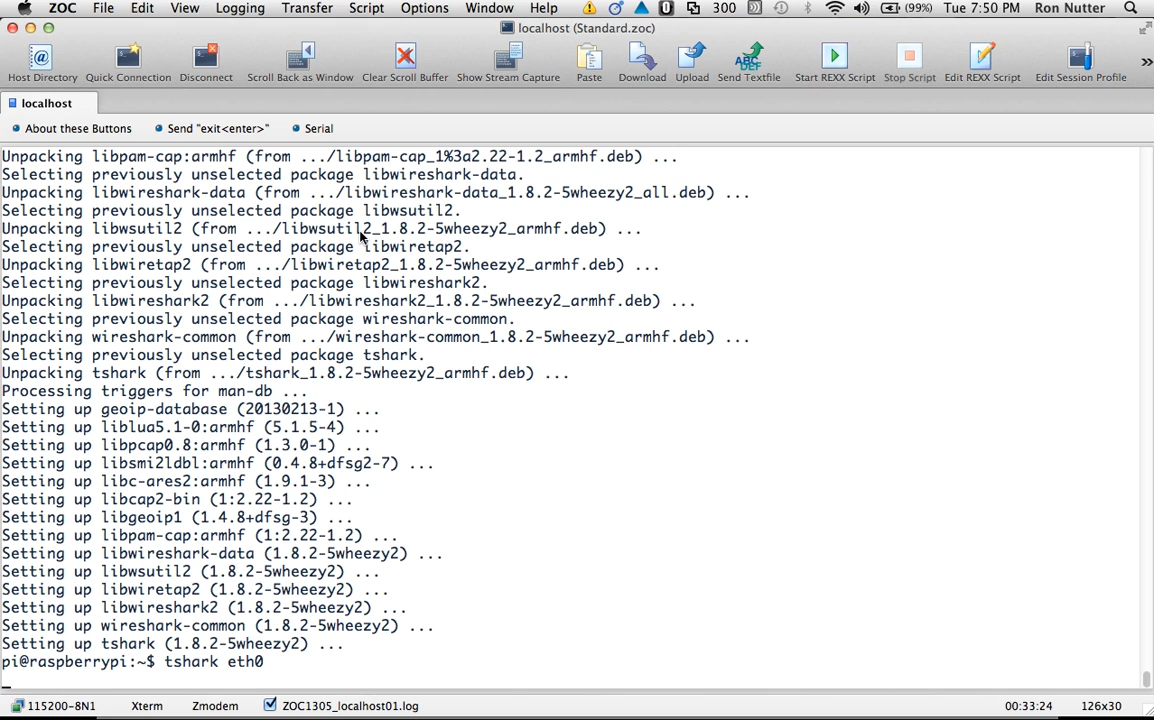 ZOC File Edit View Logging Transfer Script Options Window Help 300 (99%) Tue 7:50 PM Ron Nutter
localhost (Standard.zoc)
Host Directory Quick Connection Disconnect Scroll Back as Window Clear Scroll Buffer Show Stream Capture Paste Download Upload Send Textfile Start REXX Script Stop Script Edit REXX Script Edit Session Profile »
localhost
About these Buttons Send "exit<enter>" Serial
Unpacking libpam-cap:armhf (from .../libpam-cap_1%3a2.22-1.2_armhf.deb) ...
Selecting previously unselected package libwireshark-data.
Unpacking libwireshark-data (from .../libwireshark-data_1.8.2-5wheezy2_all.deb) ...
Selecting previously unselected package libwsutil2.
Unpacking libwsutil2 (from .../libwsutil2_1.8.2-5wheezy2_armhf.deb) ...
Selecting previously unselected package libwiretap2.
Unpacking libwiretap2 (from .../libwiretap2_1.8.2-5wheezy2_armhf.deb) ...
Selecting previously unselected package libwireshark2.
Unpacking libwireshark2 (from .../libwireshark2_1.8.2-5wheezy2_armhf.deb) ...
Selecting previously unselected package wireshark-common.
Unpacking wireshark-common (from .../wireshark-common_1.8.2-5wheezy2_armhf.deb) ...
Selecting previously unselected package tshark.
Unpacking tshark (from .../tshark_1.8.2-5wheezy2_armhf.deb) ...
Processing triggers for man-db ...
Setting up geoip-database (20130213-1) ...
Setting up liblua5.1-0:armhf (5.1.5-4) ...
Setting up libpcap0.8:armhf (1.3.0-1) ...
Setting up libsmi2ldbl:armhf (0.4.8+dfsg2-7) ...
Setting up libc-ares2:armhf (1.9.1-3) ...
Setting up libcap2-bin (1:2.22-1.2) ...
Setting up libgeoip1 (1.4.8+dfsg-3) ...
Setting up libpam-cap:armhf (1:2.22-1.2) ...
Setting up libwireshark-data (1.8.2-5wheezy2) ...
Setting up libwsutil2 (1.8.2-5wheezy2) ...
Setting up libwiretap2 (1.8.2-5wheezy2) ...
Setting up libwireshark2 (1.8.2-5wheezy2) ...
Setting up wireshark-common (1.8.2-5wheezy2) ...
Setting up tshark (1.8.2-5wheezy2) ...
pi@raspberrypi:~$ tshark eth0
115200-8N1 Xterm Zmodem ZOC1305_localhost01.log 00:33:24 126x30